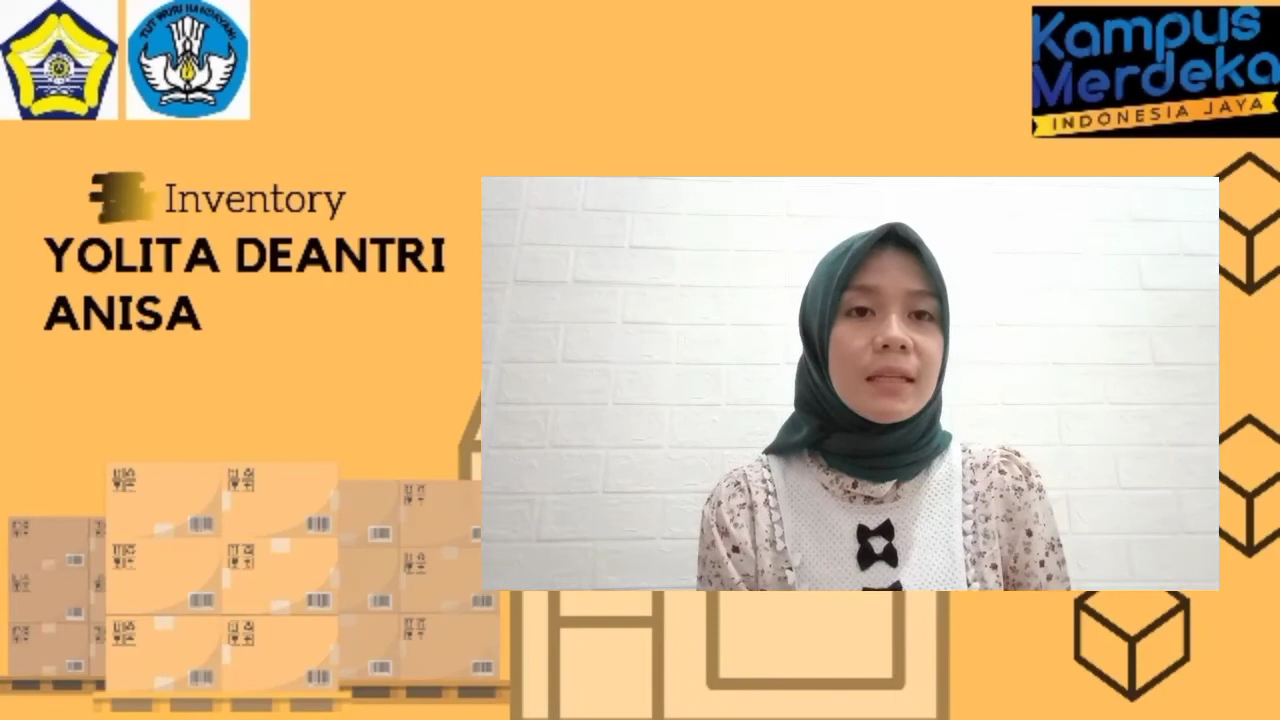 TUT WURI HANDAYANI
Kampus
Merdeka
INDONESIA JAYA
Inventory
YOLITA DEANTRI
ANISA